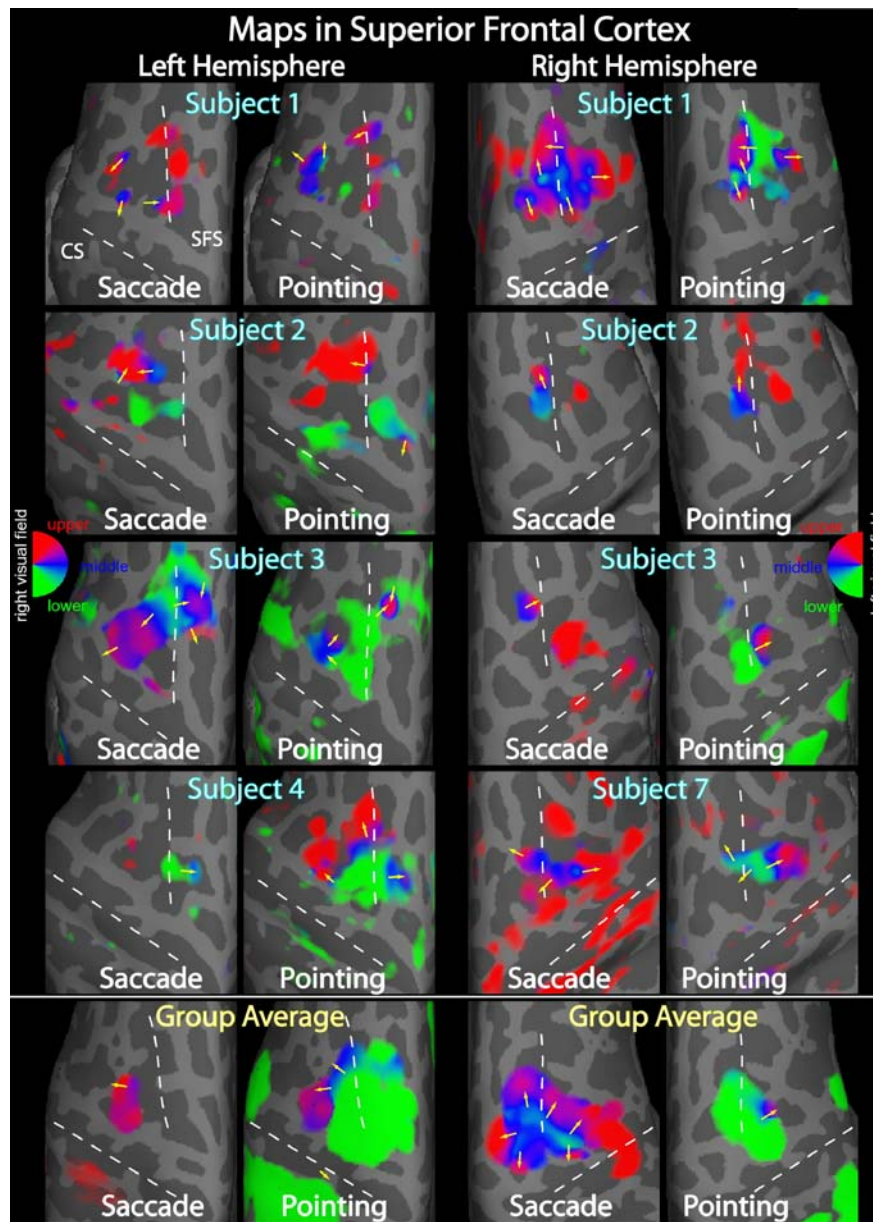 Maps in Superior Frontal Cortex
Left Hemisphere
Right Hemisphere
Subject 1
Subject 1
CS
SFS
Saccade
Pointing
Saccade
Pointing
Subject 2
Subject 2
Saccade
Pointing
Saccade
Pointing
right visual field
upper
middle
lower
upper
middle
lower
Subject 3
Subject 3
Saccade
Pointing
Saccade
Pointing
Subject 4
Subject 7
Saccade
Pointing
Saccade
Pointing
Group Average
Group Average
Saccade
Pointing
Saccade
Pointing